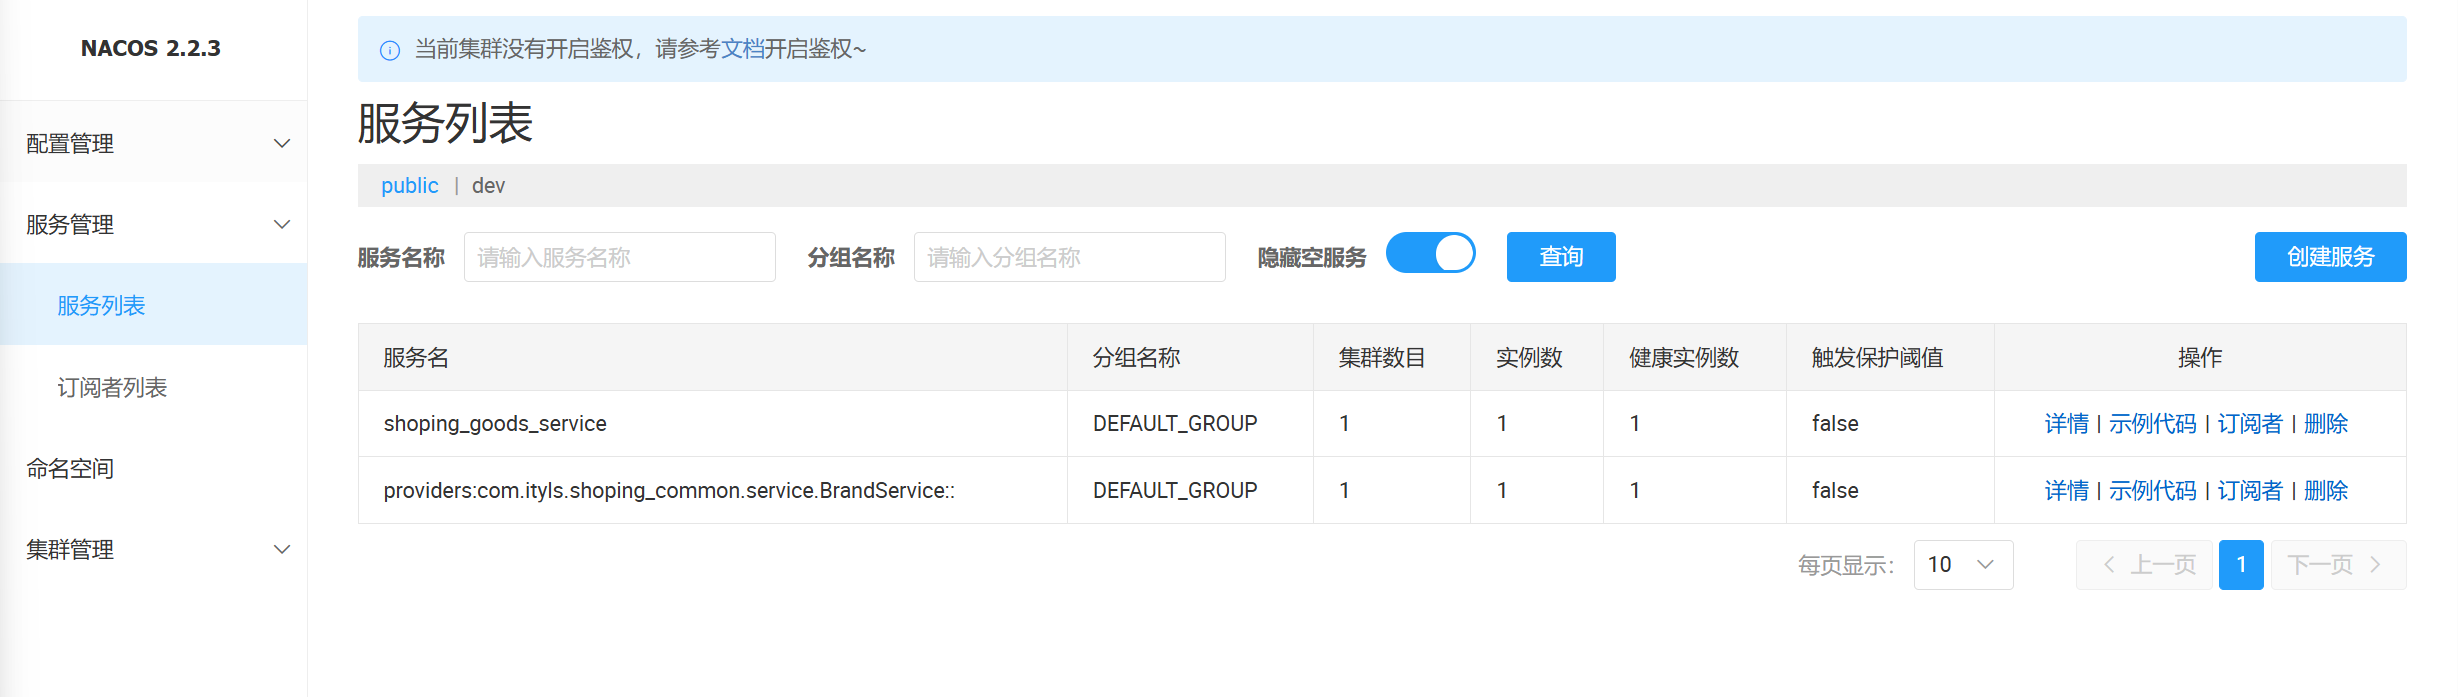 NACOS 2.2.3
配置管理
服务管理
服务列表
订阅者列表
命名空间
集群管理
当前集群没有开启鉴权，请参考文档开启鉴权~
服务列表
public | dev
服务名称 请输入服务名称 分组名称 请输入分组名称 隐藏空服务 查询 创建服务
服务名 分组名称 集群数目 实例数 健康实例数 触发保护阈值 操作
shoping_goods_service DEFAULT_GROUP 1 1 1 false 详情 | 示例代码 | 订阅者 | 删除
providers:com.ityls.shoping_common.service.BrandService:: DEFAULT_GROUP 1 1 1 false 详情 | 示例代码 | 订阅者 | 删除
每页显示： 10 上一页 1 下一页